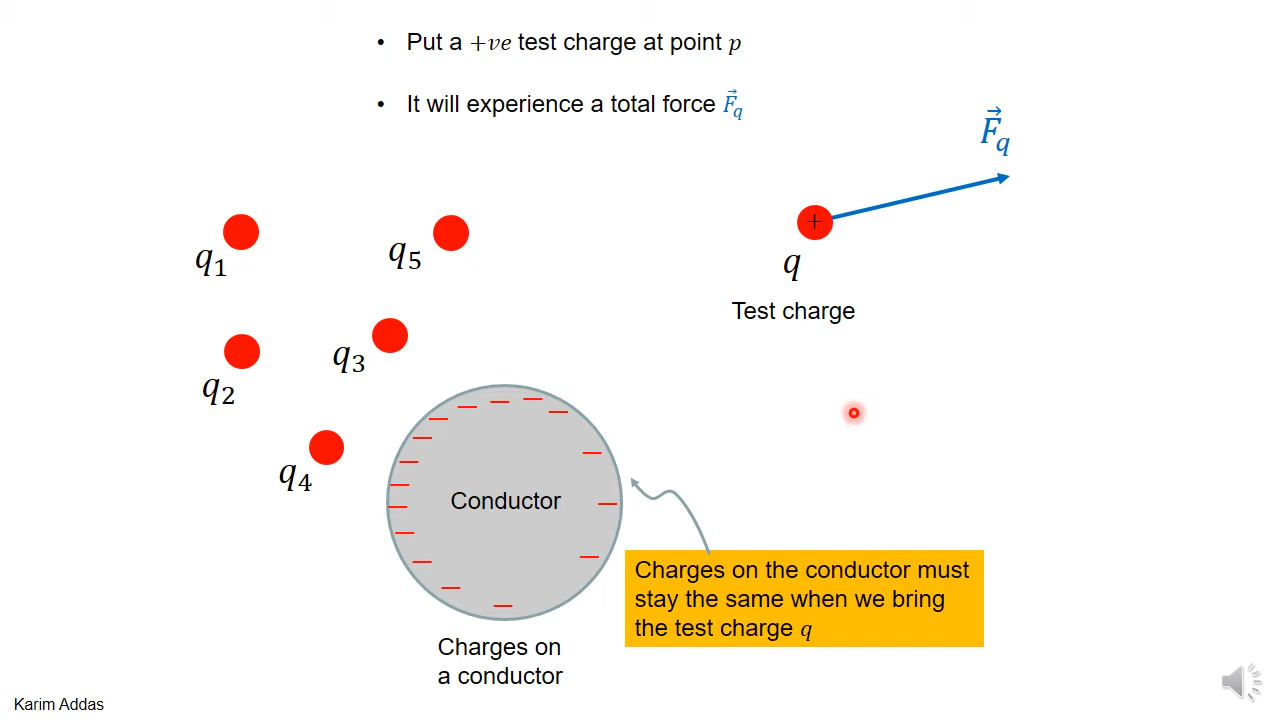 • Put a +ve test charge at point p
• It will experience a total force F⃗q
F⃗q
+
q1
q5
q
Test charge
q3
q2
q4
Conductor
Charges on the conductor must
stay the same when we bring
the test charge q
Charges on
a conductor
Karim Addas